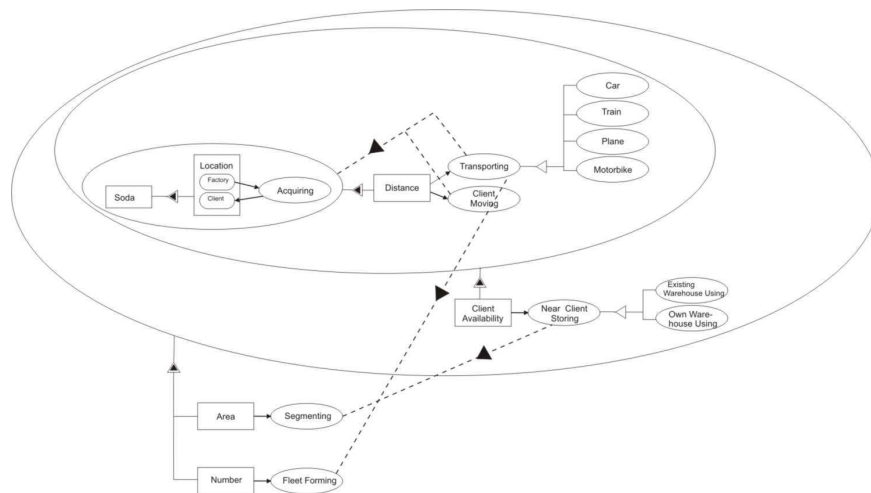 Car
Train
Plane
Motorbike
Location
Factory
Client
Acquiring
Soda
Distance
Transporting
Client
Moving
Client
Availability
Near Client
Storing
Existing
Warehouse Using
Own Ware-
house Using
Area
Segmenting
Number
Fleet Forming